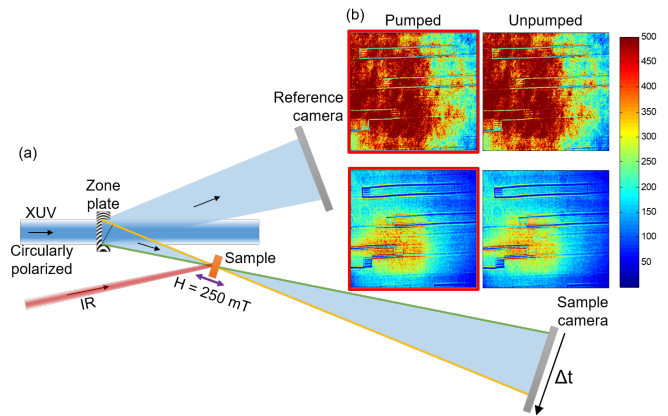 (b)
Pumped
Unpumped
500
450
400
350
300
250
200
150
100
50
Reference
camera
(a)
Zone
plate
XUV
Circularly
polarized
Sample
H = 250 mT
IR
Sample
camera
Δt